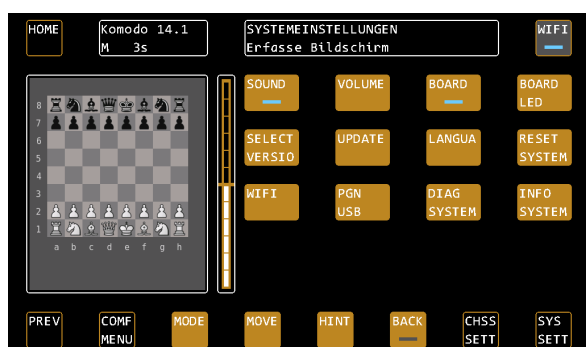 HOME
Komodo 14.1
M 3s
SYSTEMEINSTELLUNGEN
Erfasse Bildschirm
WIFI
SOUND
VOLUME
BOARD
BOARD
LED
SELECT
VERSIO
UPDATE
LANGUA
RESET
SYSTEM
WIFI
PGN
USB
DIAG
SYSTEM
INFO
SYSTEM
8
7
6
5
4
3
2
1
a b c d e f g h
PREV
COMF
MENU
MODE
MOVE
HINT
BACK
CHSS
SETT
SYS
SETT